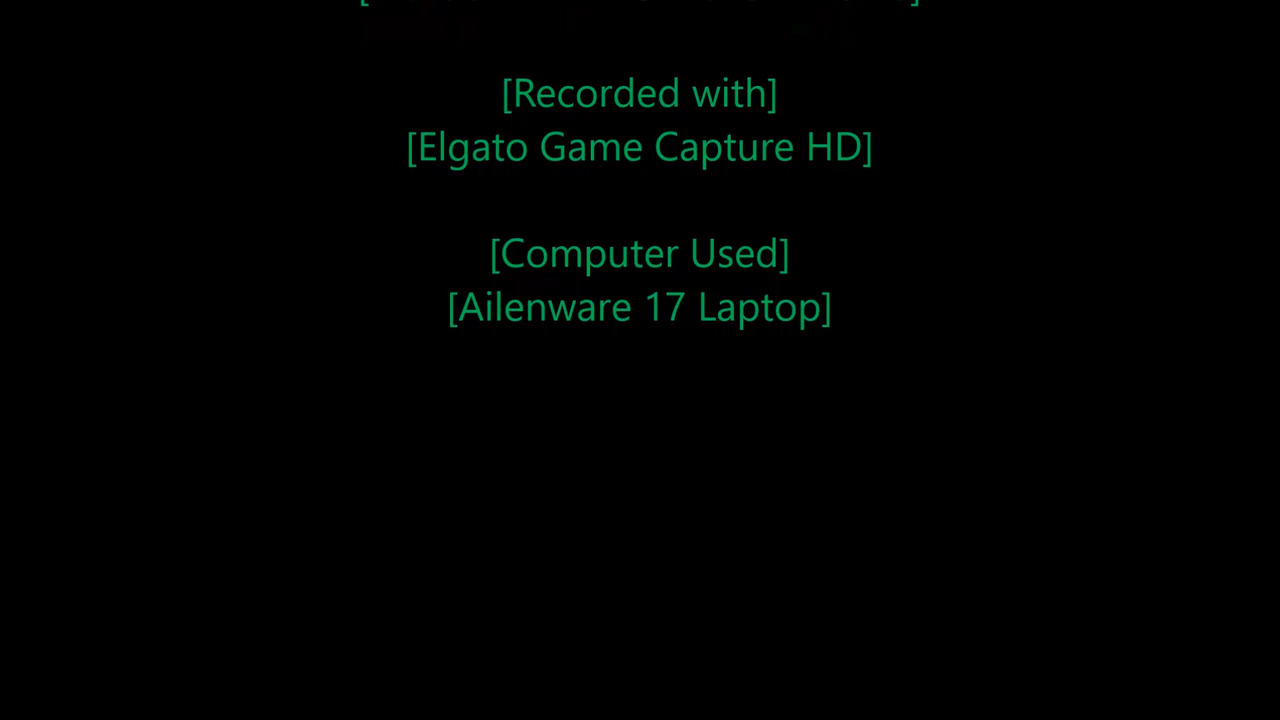 [Recorded with]
[Elgato Game Capture HD]
[Computer Used]
[Ailenware 17 Laptop]